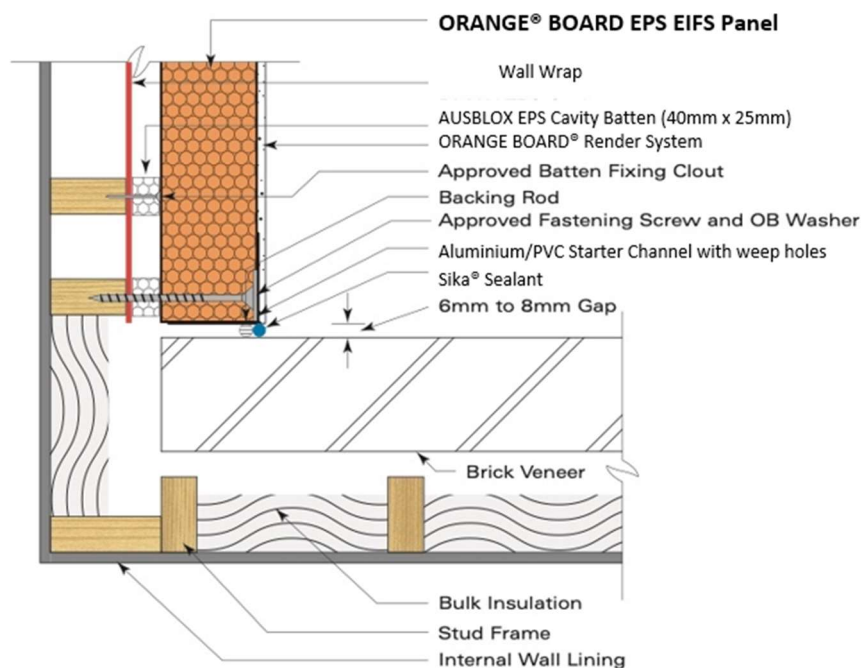 ORANGE® BOARD EPS EIFS Panel
Wall Wrap
AUSBLOX EPS Cavity Batten (40mm x 25mm)
ORANGE BOARD® Render System
Approved Batten Fixing Clout
Backing Rod
Approved Fastening Screw and OB Washer
Aluminium/PVC Starter Channel with weep holes
Sika® Sealant
6mm to 8mm Gap
Brick Veneer
Bulk Insulation
Stud Frame
Internal Wall Lining